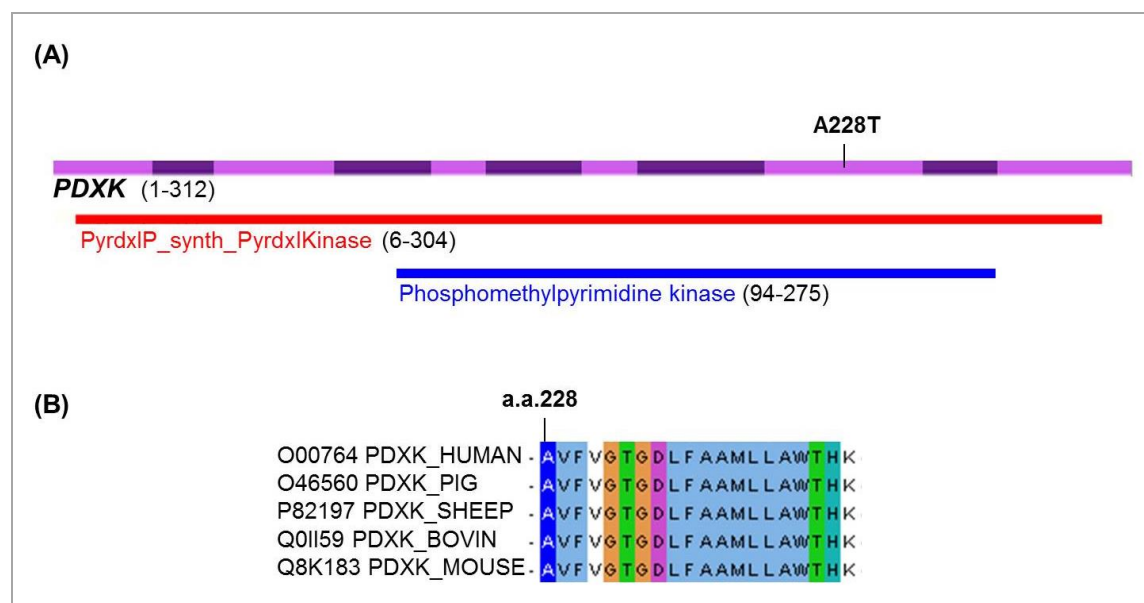 (A)
A228T
PDXK (1-312)
PyrdxlP_synth_PyrdxlKinase (6-304)
Phosphomethylpyrimidine kinase (94-275)
(B)
a.a.228
O00764 PDXK_HUMAN - AVFVGTGDLFAAMLLAWTHK
O46560 PDXK_PIG - AVFVGTGDLFAAMLLAWTHK
P82197 PDXK_SHEEP - AVFVGTGDLFAAMLLAWTHK
Q0II59 PDXK_BOVIN - AVFVGTGDLFAAMLLAWTHK
Q8K183 PDXK_MOUSE - AVFVGTGDLFAAMLLAWTHK